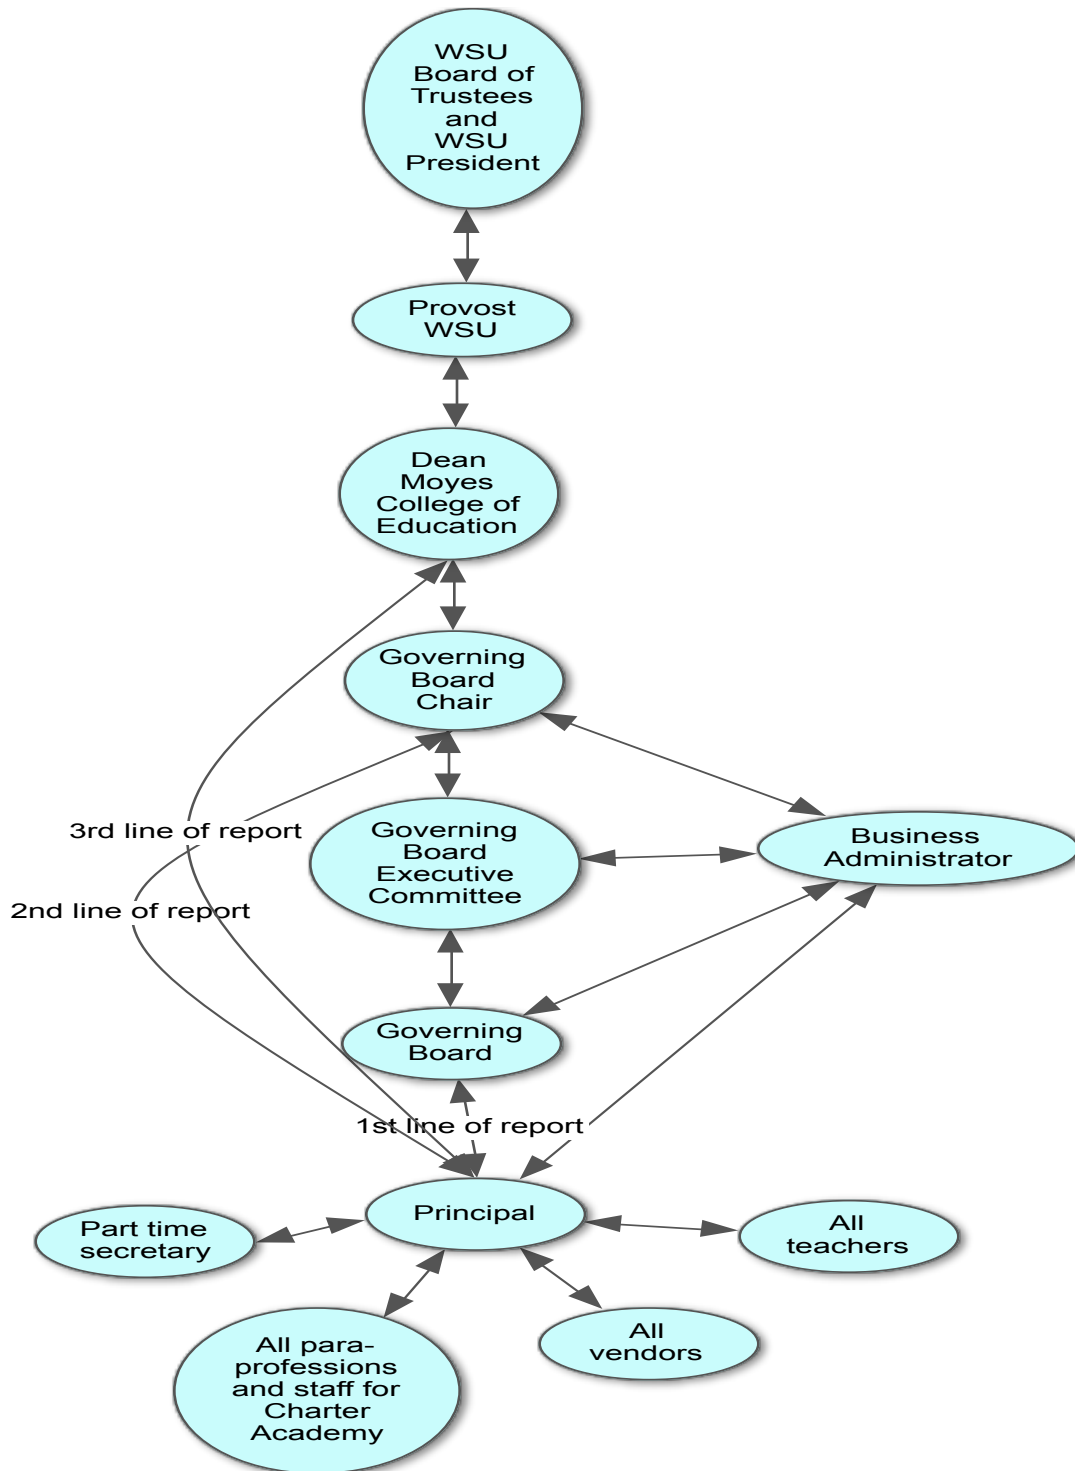 WSU
Board of
Trustees
and
WSU
President
Provost
WSU
Dean
Moyes
College of
Education
Governing
Board
Chair
3rd line of report
Governing
Board
Executive
Committee
Business
Administrator
2nd line of report
Governing
Board
1st line of report
Principal
Part time
secretary
All
teachers
All para-
professions
and staff for
Charter
Academy
All
vendors